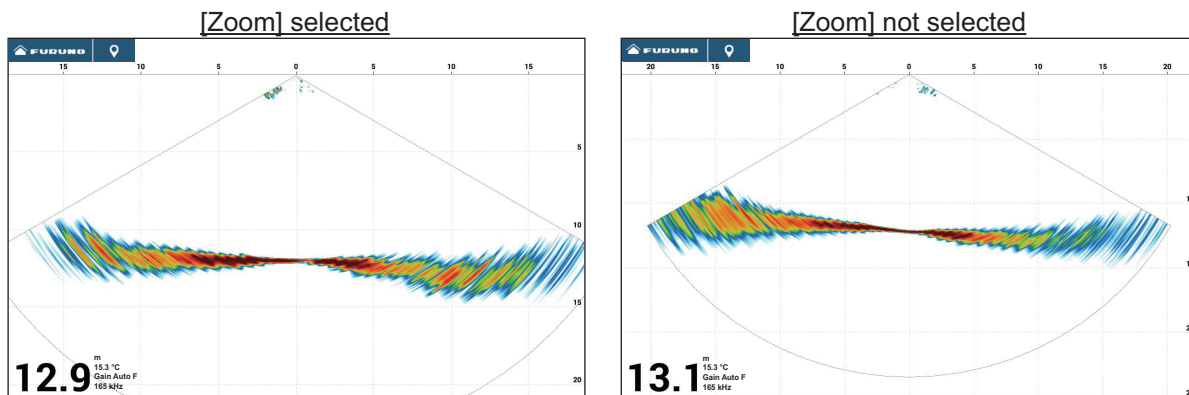 [Zoom] selected
[Zoom] not selected
FURUNO
15 10 5 0 5 10 15
5
10
15
20
12.9
m
15.3 °C
Gain Auto F
165 kHz
FURUNO
20 15 10 5 0 5 10 15 20
13.1
m
15.3 °C
Gain Auto F
165 kHz